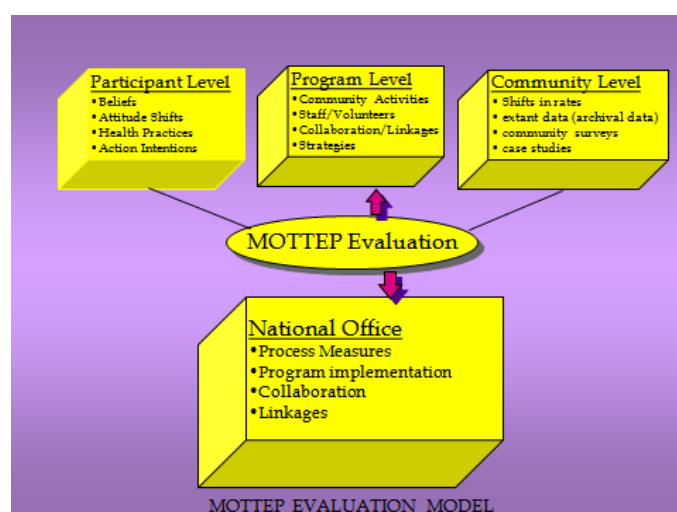 Participant Level
•Beliefs
•Attitude Shifts
•Health Practices
•Action Intentions
Program Level
•Community Activities
•Staff/Volunteers
•Collaboration/Linkages
•Strategies
Community Level
• Shifts in rates
• extant data (archival data)
• community surveys
• case studies
MOTTEP Evaluation
National Office
•Process Measures
•Program implementation
•Collaboration
•Linkages
MOTTEP EVALUATION MODEL